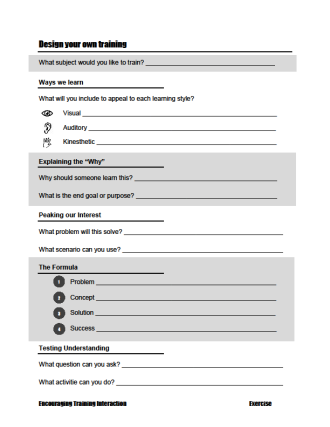 Design your own training
What subject would you like to train?
Ways we learn
What will you include to appeal to each learning style?
Visual
Auditory
Kinesthetic
Explaining the “Why”
Why should someone learn this?
What is the end goal or purpose?
Peaking our Interest
What problem will this solve?
What scenario can you use?
The Formula
1 Problem
2 Concept
3 Solution
4 Success
Testing Understanding
What question can you ask?
What activitie can you do?
Encouraging Training Interaction Exercise